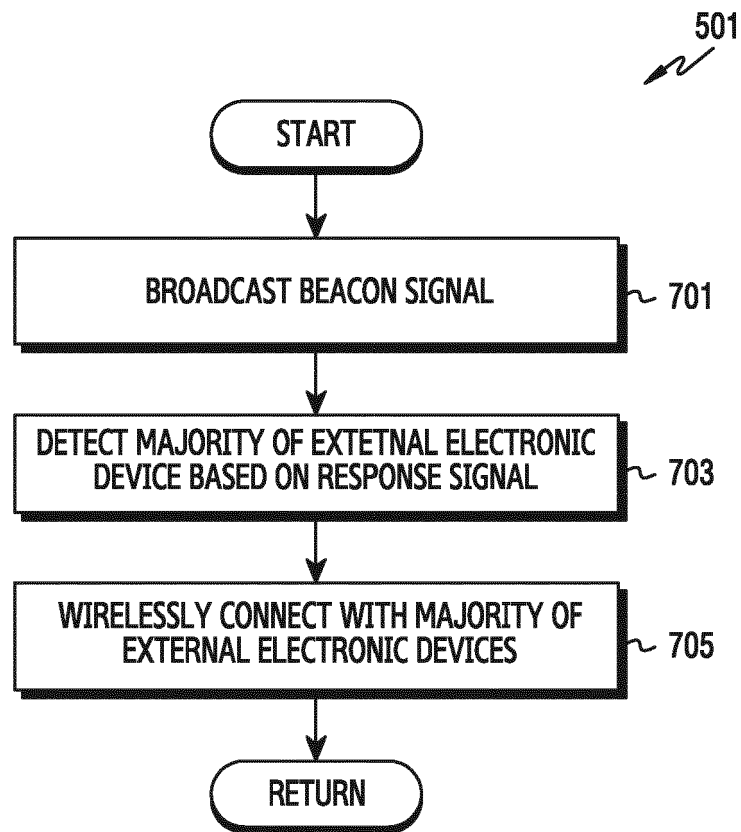 501
START
BROADCAST BEACON SIGNAL
701
DETECT MAJORITY OF EXTETNAL ELECTRONIC
DEVICE BASED ON RESPONSE SIGNAL
703
WIRELESSLY CONNECT WITH MAJORITY OF
EXTERNAL ELECTRONIC DEVICES
705
RETURN